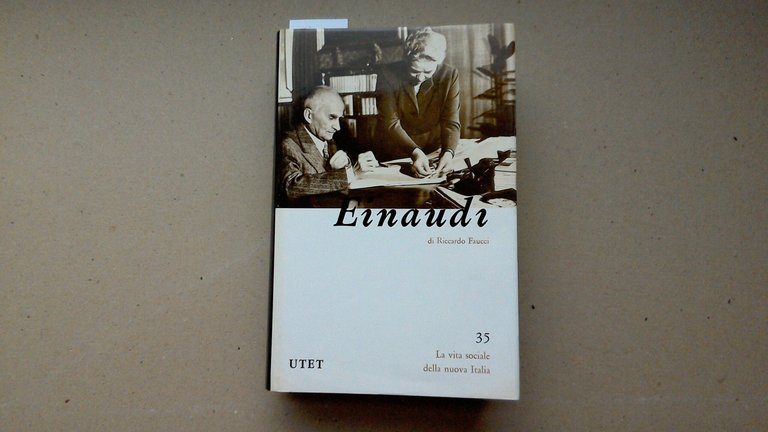 Einaudi
di Riccardo Faucci
35
La vita sociale
della nuova Italia
UTET